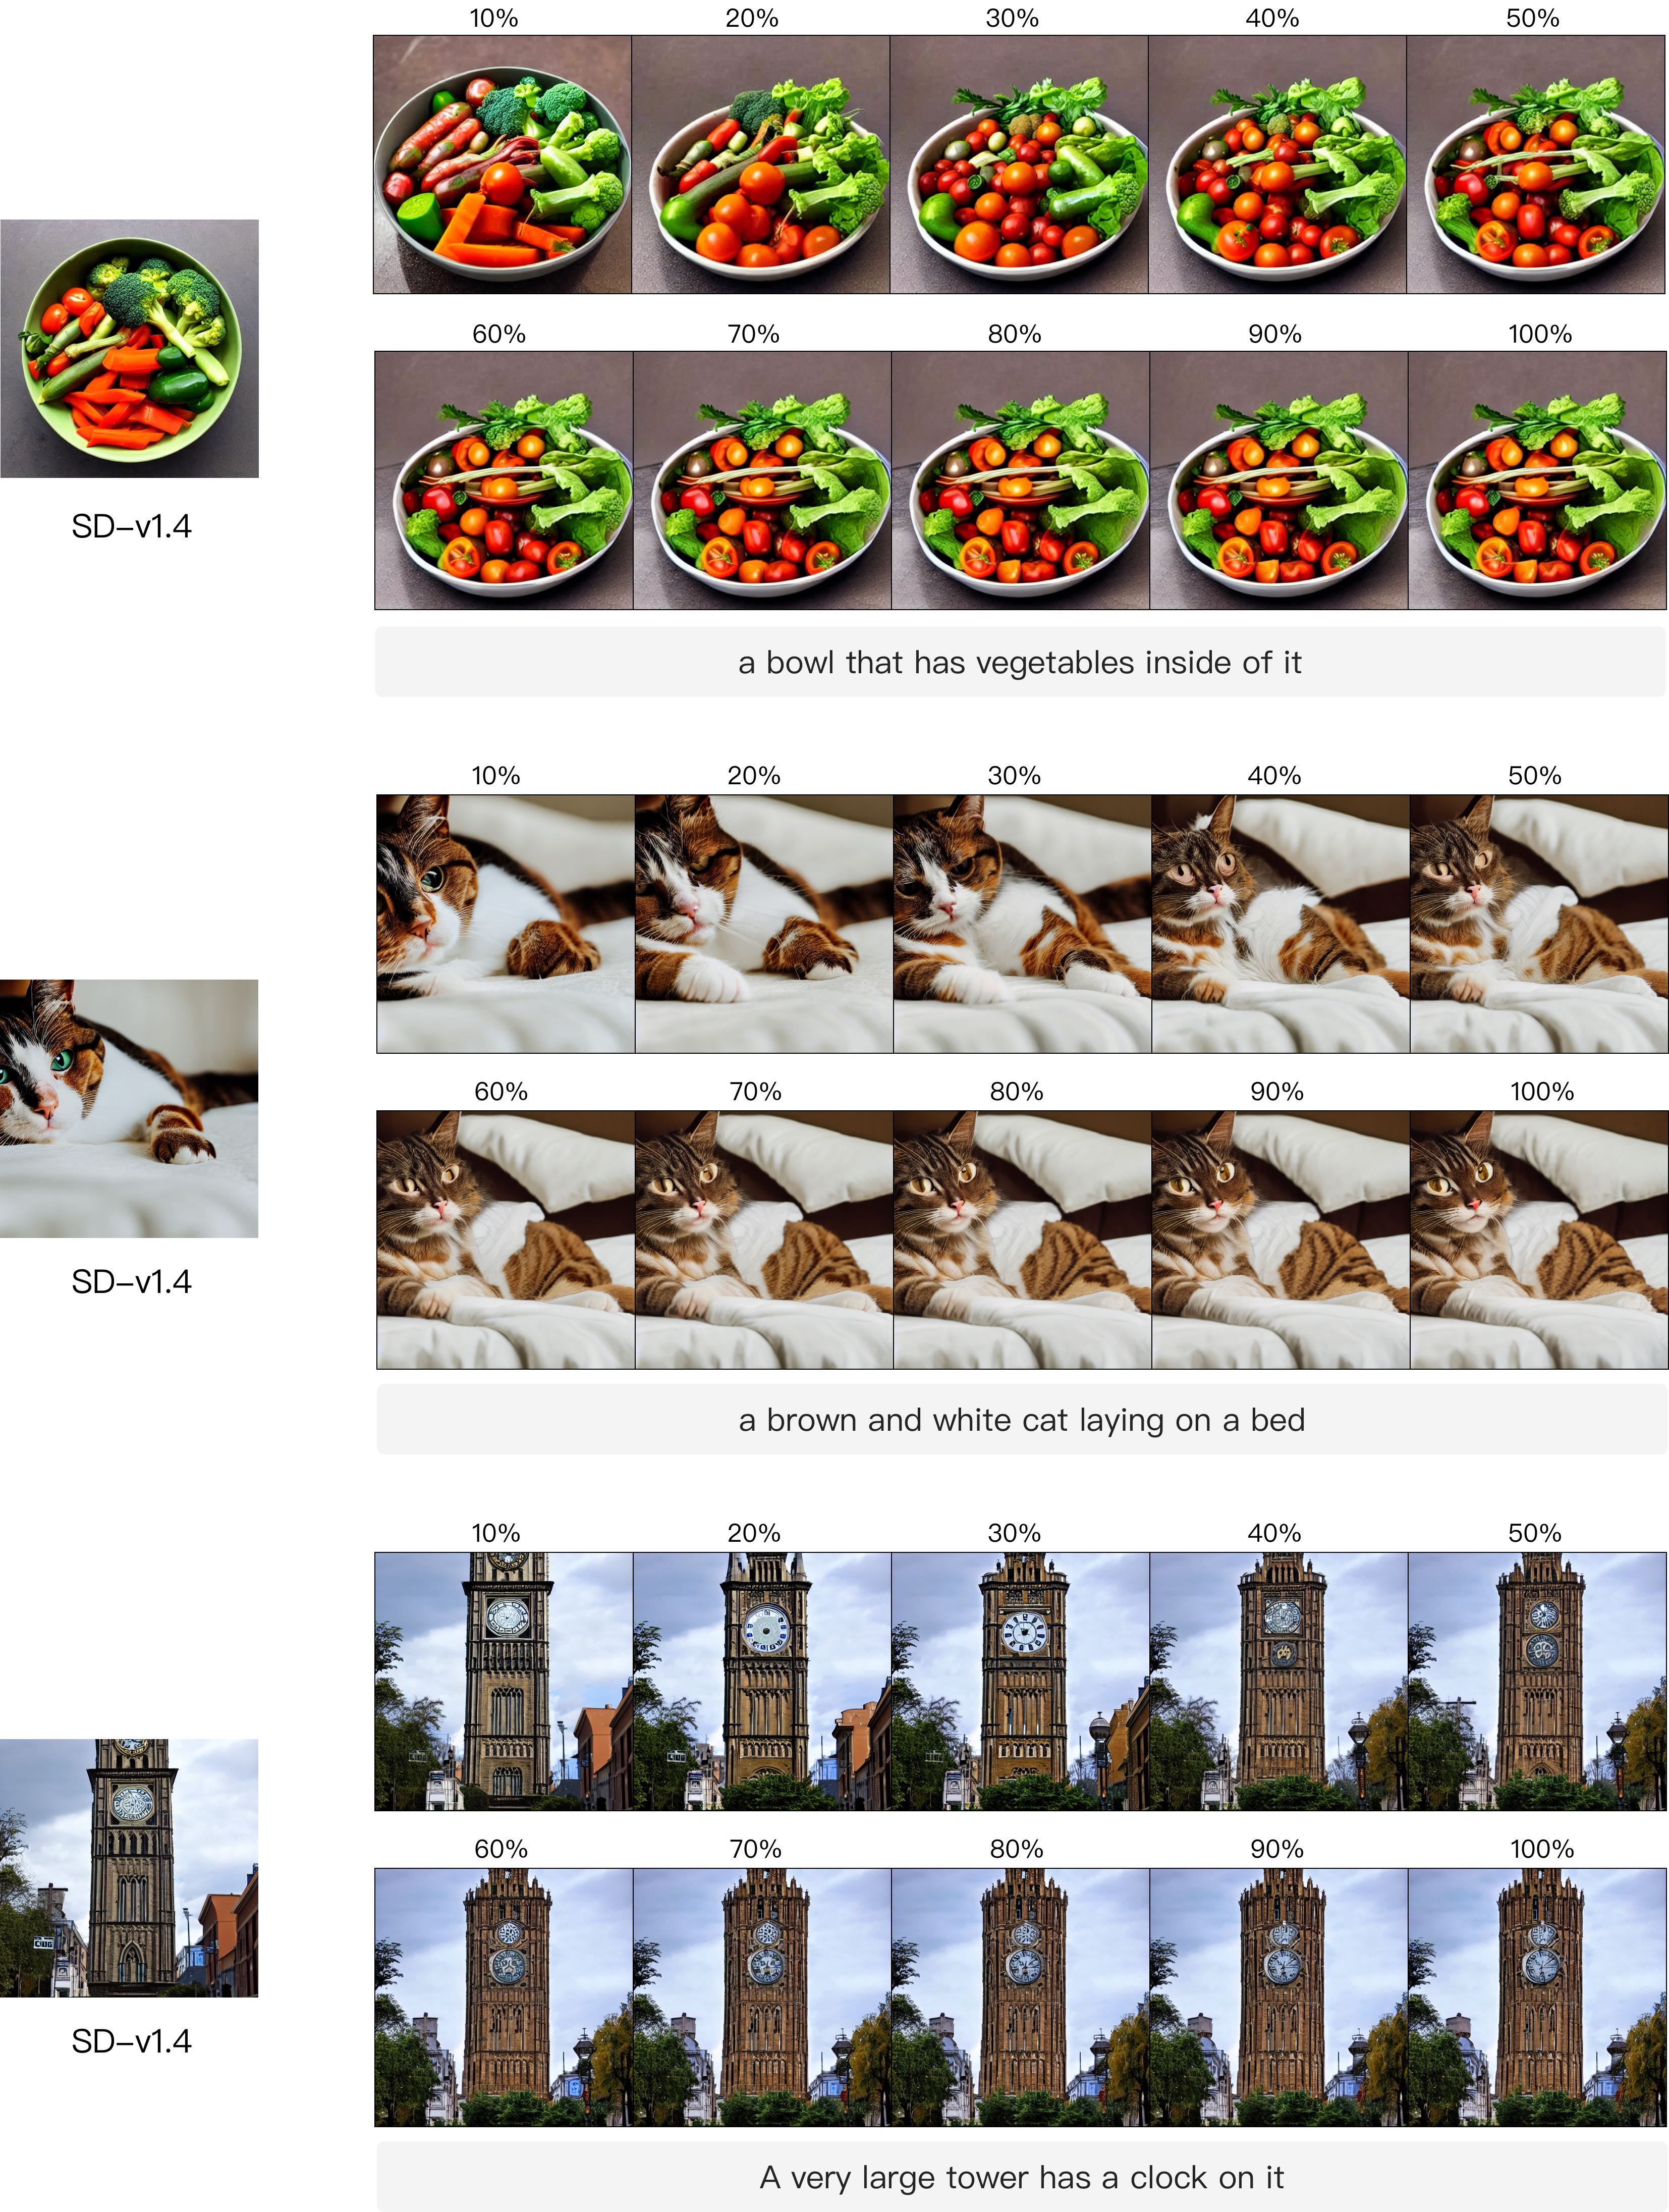 10% 20% 30% 40% 50%
60% 70% 80% 90% 100%
SD–v1.4
a bowl that has vegetables inside of it
10% 20% 30% 40% 50%
60% 70% 80% 90% 100%
SD–v1.4
a brown and white cat laying on a bed
10% 20% 30% 40% 50%
60% 70% 80% 90% 100%
SD–v1.4
A very large tower has a clock on it